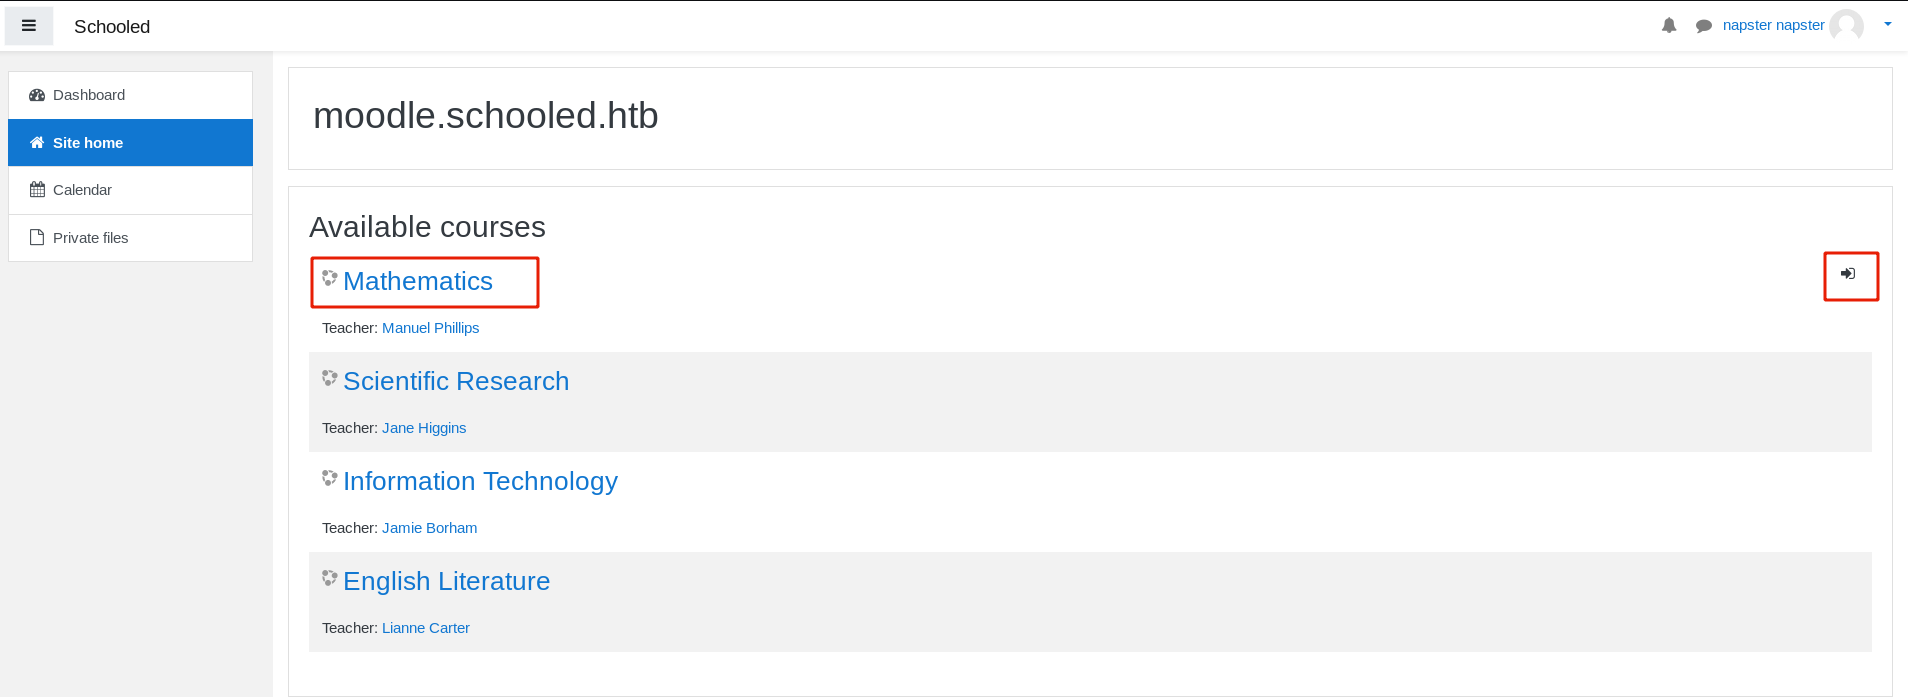 Schooled
napster napster
Dashboard
Site home
Calendar
Private files
moodle.schooled.htb
Available courses
Mathematics
Teacher: Manuel Phillips
Scientific Research
Teacher: Jane Higgins
Information Technology
Teacher: Jamie Borham
English Literature
Teacher: Lianne Carter